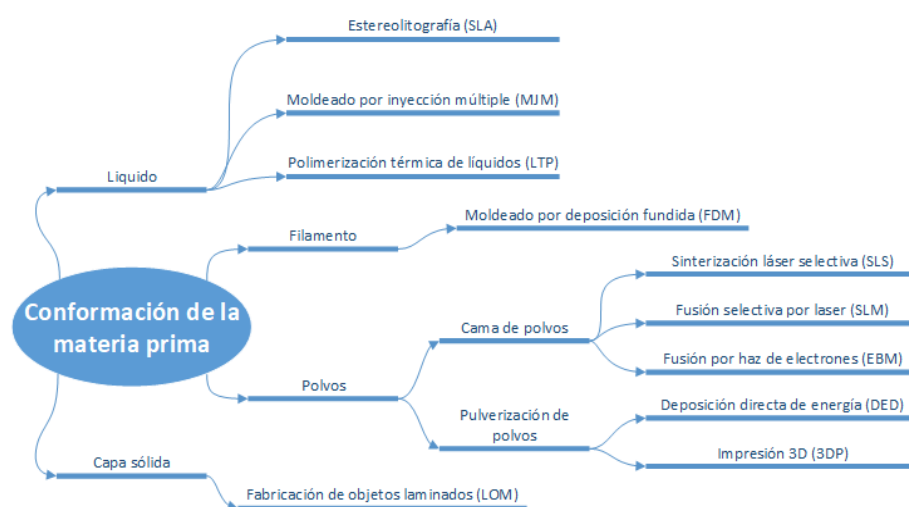 Estereolitografía (SLA)
Moldeado por inyección múltiple (MJM)
Polimerización térmica de líquidos (LTP)
Liquido
Moldeado por deposición fundida (FDM)
Filamento
Conformación de la
materia prima
Sinterización láser selectiva (SLS)
Fusión selectiva por laser (SLM)
Cama de polvos
Fusión por haz de electrones (EBM)
Polvos
Deposición directa de energía (DED)
Pulverización de
polvos
Impresión 3D (3DP)
Capa sólida
Fabricación de objetos laminados (LOM)